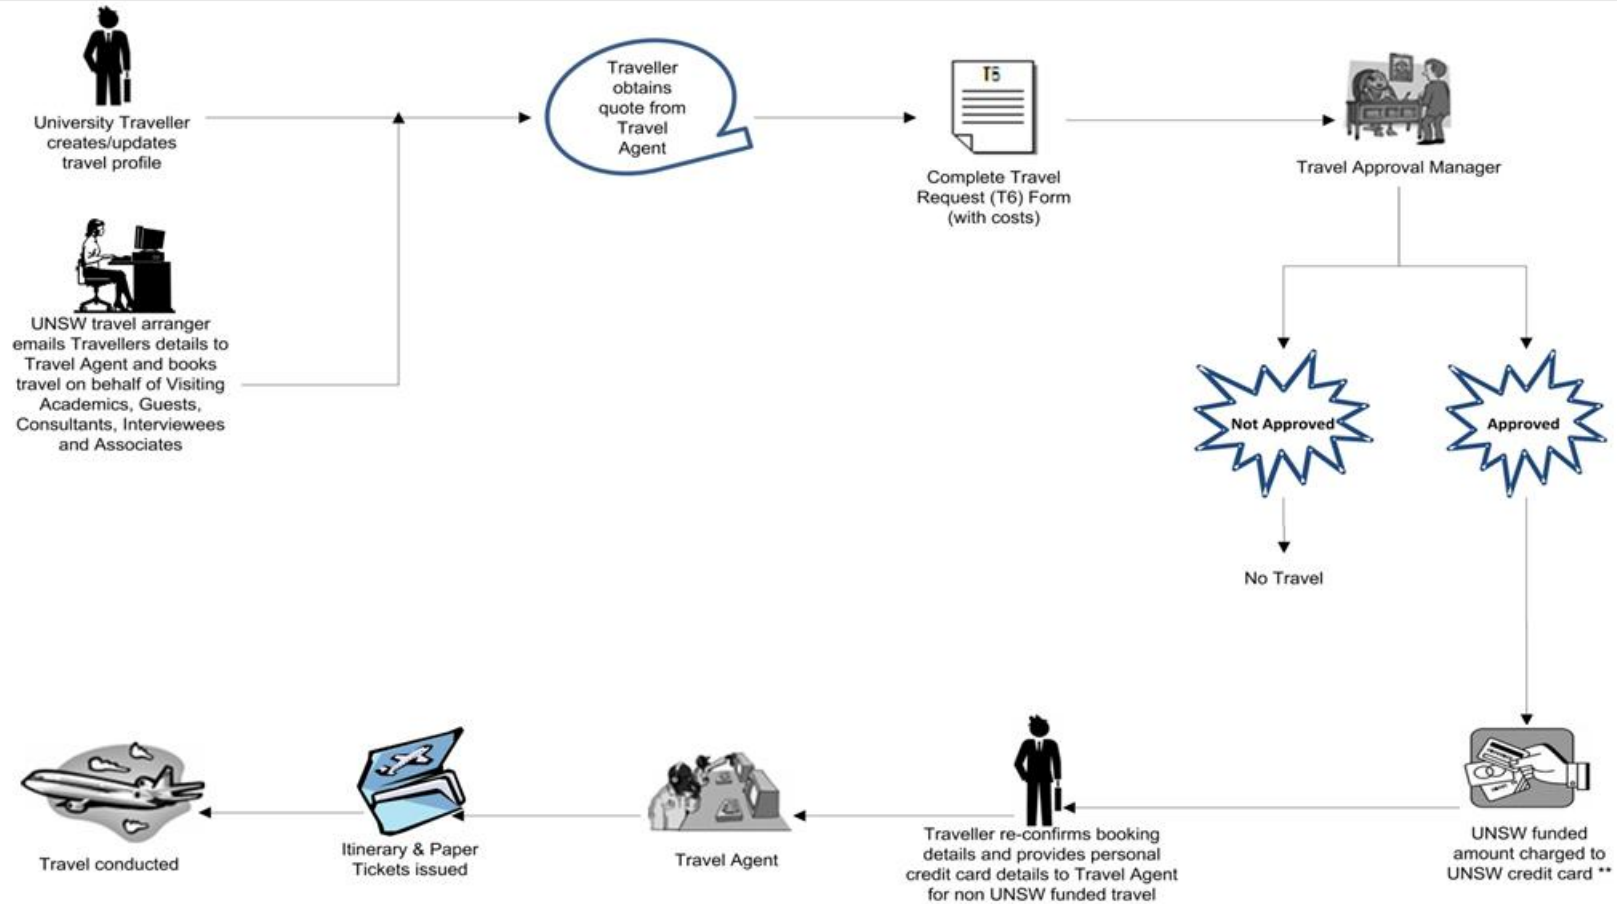 University Traveller
creates/updates
travel profile
Traveller
obtains
quote from
Travel
Agent
T6
Complete Travel
Request (T6) Form
(with costs)
Travel Approval Manager
UNSW travel arranger
emails Travellers details to
Travel Agent and books
travel on behalf of Visiting
Academics, Guests,
Consultants, Interviewees
and Associates
Not Approved
Approved
No Travel
Travel conducted
Itinerary & Paper
Tickets issued
Travel Agent
Traveller re-confirms booking
details and provides personal
credit card details to Travel Agent
for non UNSW funded travel
UNSW funded
amount charged to
UNSW credit card **